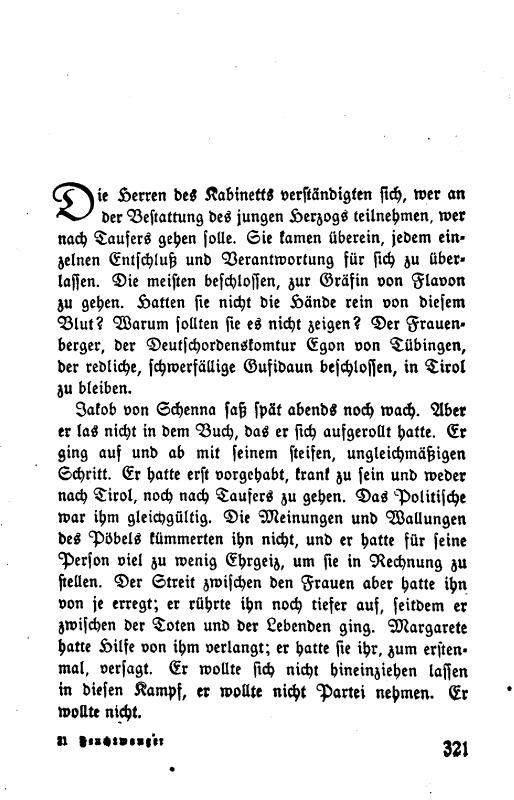 Die Herren des Kabinetts verständigten sich, wer an
der Bestattung des jungen Herzogs teilnehmen, wer
nach Taufers gehen solle. Sie kamen überein, jedem ein-
zelnen Entschluß und Verantwortung für sich zu über-
lassen. Die meisten beschlossen, zur Gräfin von Flavon
zu gehen. Hatten sie nicht die Hände rein von diesem
Blut? Warum sollten sie es nicht zeigen? Der Frauen-
berger, der Deutschordenskomtur Egon von Tübingen,
der redliche, schwerfällige Gufidaun beschlossen, in Tirol
zu bleiben.
Jakob von Schenna saß spät abends noch wach. Aber
er las nicht in dem Buch, das er sich aufgerollt hatte. Er
ging auf und ab mit seinem steifen, ungleichmäßigen
Schritt. Er hatte erst vorgehabt, krank zu sein und weder
nach Tirol, noch nach Taufers zu gehen. Das Politische
war ihm gleichgültig. Die Meinungen und Wallungen
des Pöbels kümmerten ihn nicht, und er hatte für seine
Person viel zu wenig Ehrgeiz, um sie in Rechnung zu
stellen. Der Streit zwischen den Frauen aber hatte ihn
von je erregt; er rührte ihn noch tiefer auf, seitdem er
zwischen der Toten und der Lebenden ging. Margarete
hatte Hilfe von ihm verlangt; er hatte sie ihr, zum ersten-
mal, versagt. Er wollte sich nicht hineinziehen lassen
in diesen Kampf, er wollte nicht Partei nehmen. Er
wollte nicht.
21 Feuchtwanger
321